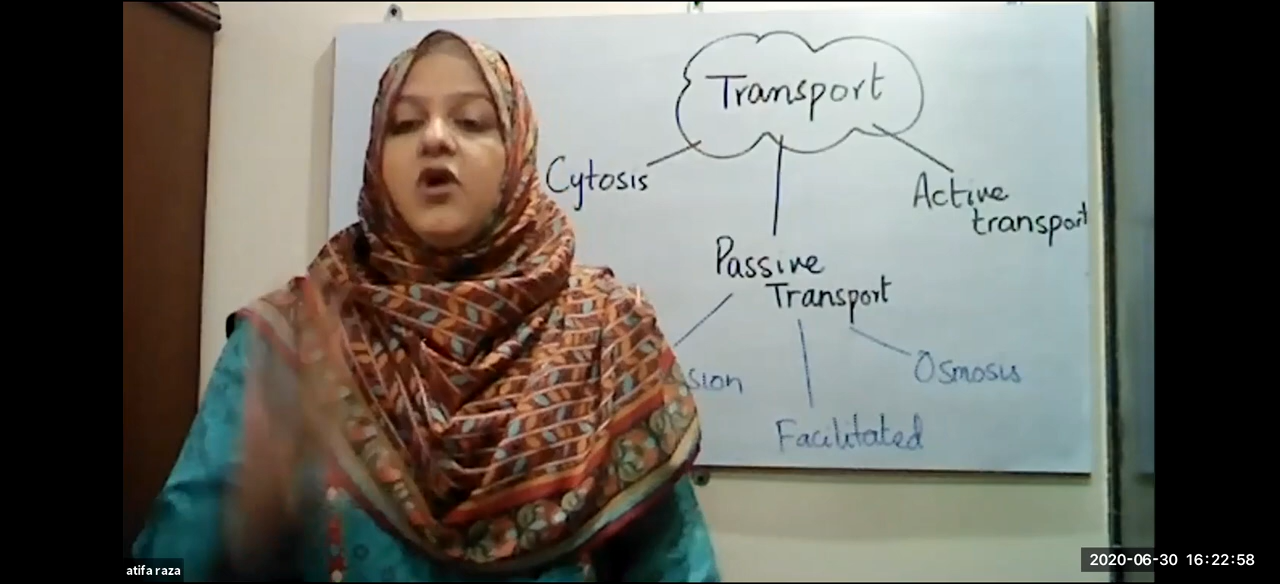 Transport
Cytosis
Active
transport
Passive
Transport
sion
Osmosis
Facilitated
atifa raza
2020-06-30 16:22:58